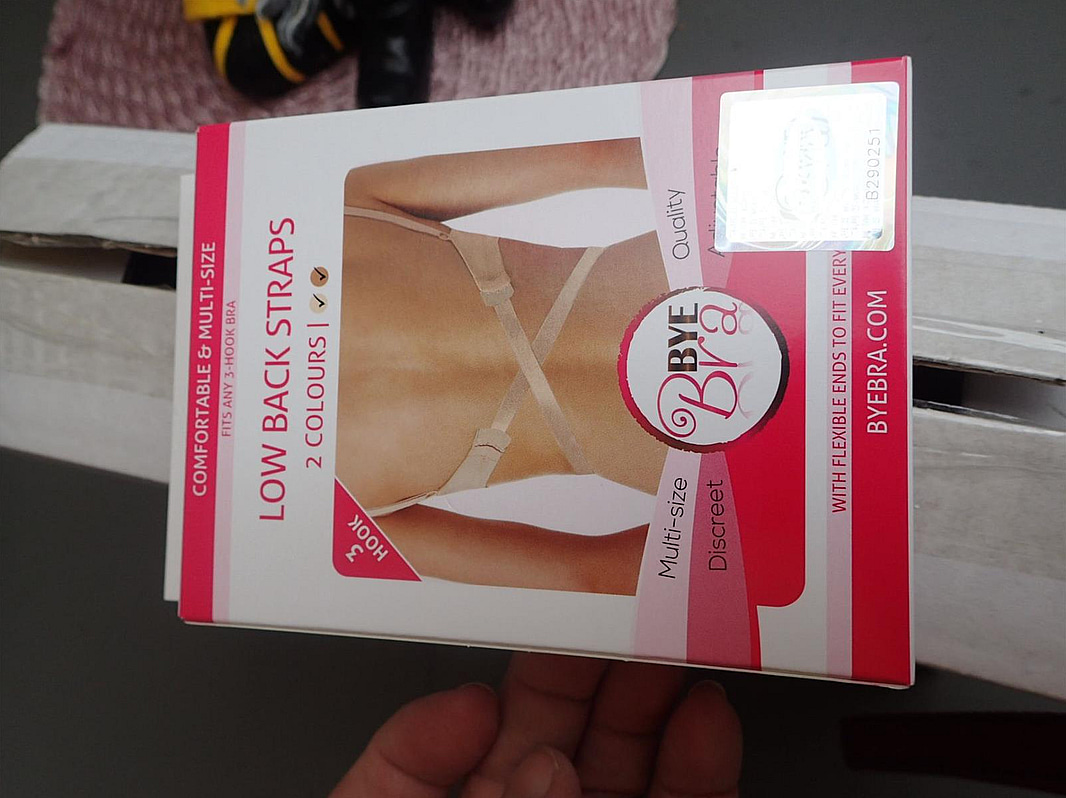 COMFORTABLE & MULTI-SIZE
FITS ANY 3-HOOK BRA
LOW BACK STRAPS
2 COLOURS |
3
HOOK
Multi-size
Quality
Discreet
BYE
Bra
WITH FLEXIBLE ENDS TO FIT EVERY
BYEBRA.COM
B290251